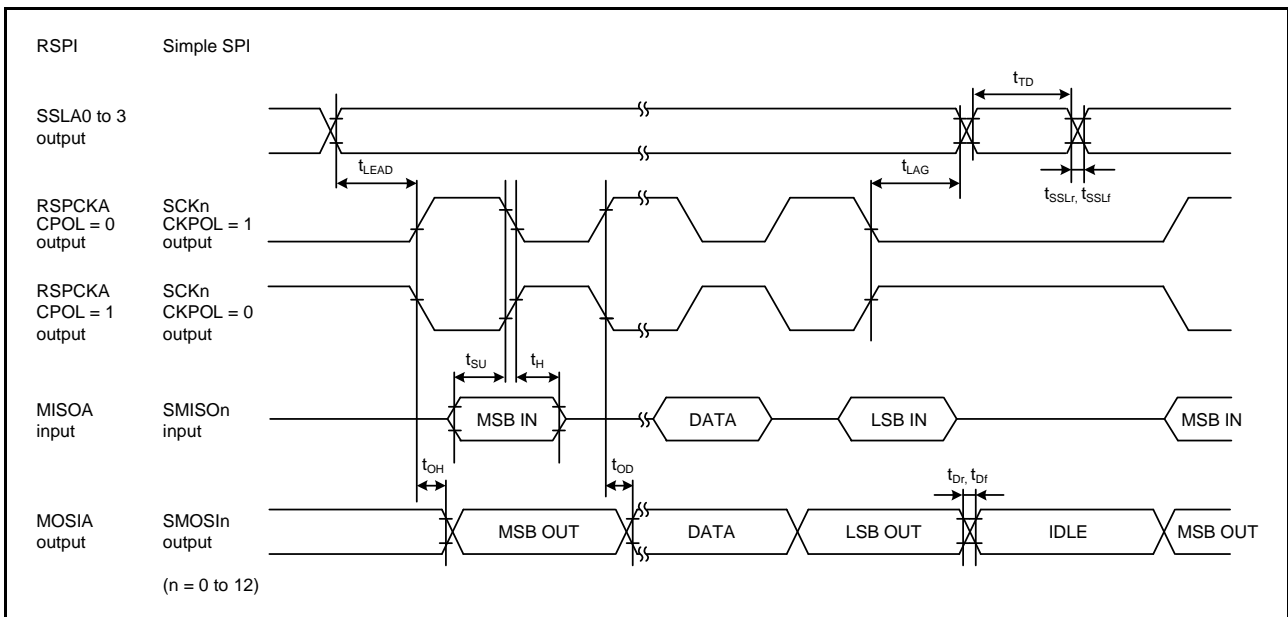 RSPI Simple SPI
tTD
SSLA0 to 3
output
tLEAD tLAG
tSSLr, tSSLf
RSPCKA SCKn
CPOL = 0 CKPOL = 1
output output
RSPCKA SCKn
CPOL = 1 CKPOL = 0
output output
tSU tH
MISOA SMISOn
input input
MSB IN DATA LSB IN MSB IN
tOH tOD tDr, tDf
MOSIA SMOSIn
output output
MSB OUT DATA LSB OUT IDLE MSB OUT
(n = 0 to 12)